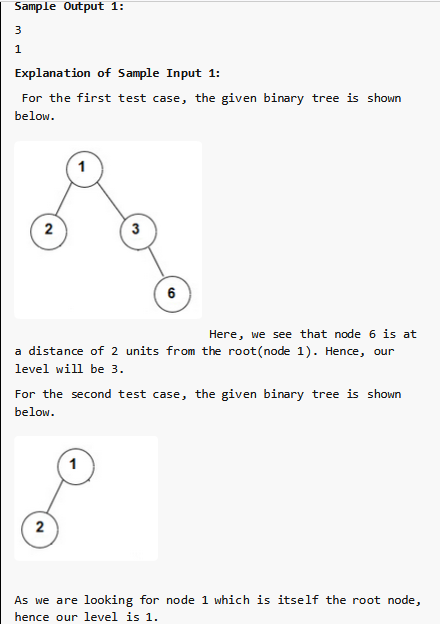 Sample Output 1:
3
1
Explanation of Sample Input 1:
For the first test case, the given binary tree is shown
below.
1
2
3
6
Here, we see that node 6 is at
a distance of 2 units from the root(node 1). Hence, our
level will be 3.
For the second test case, the given binary tree is shown
below.
1
2
As we are looking for node 1 which is itself the root node,
hence our level is 1.